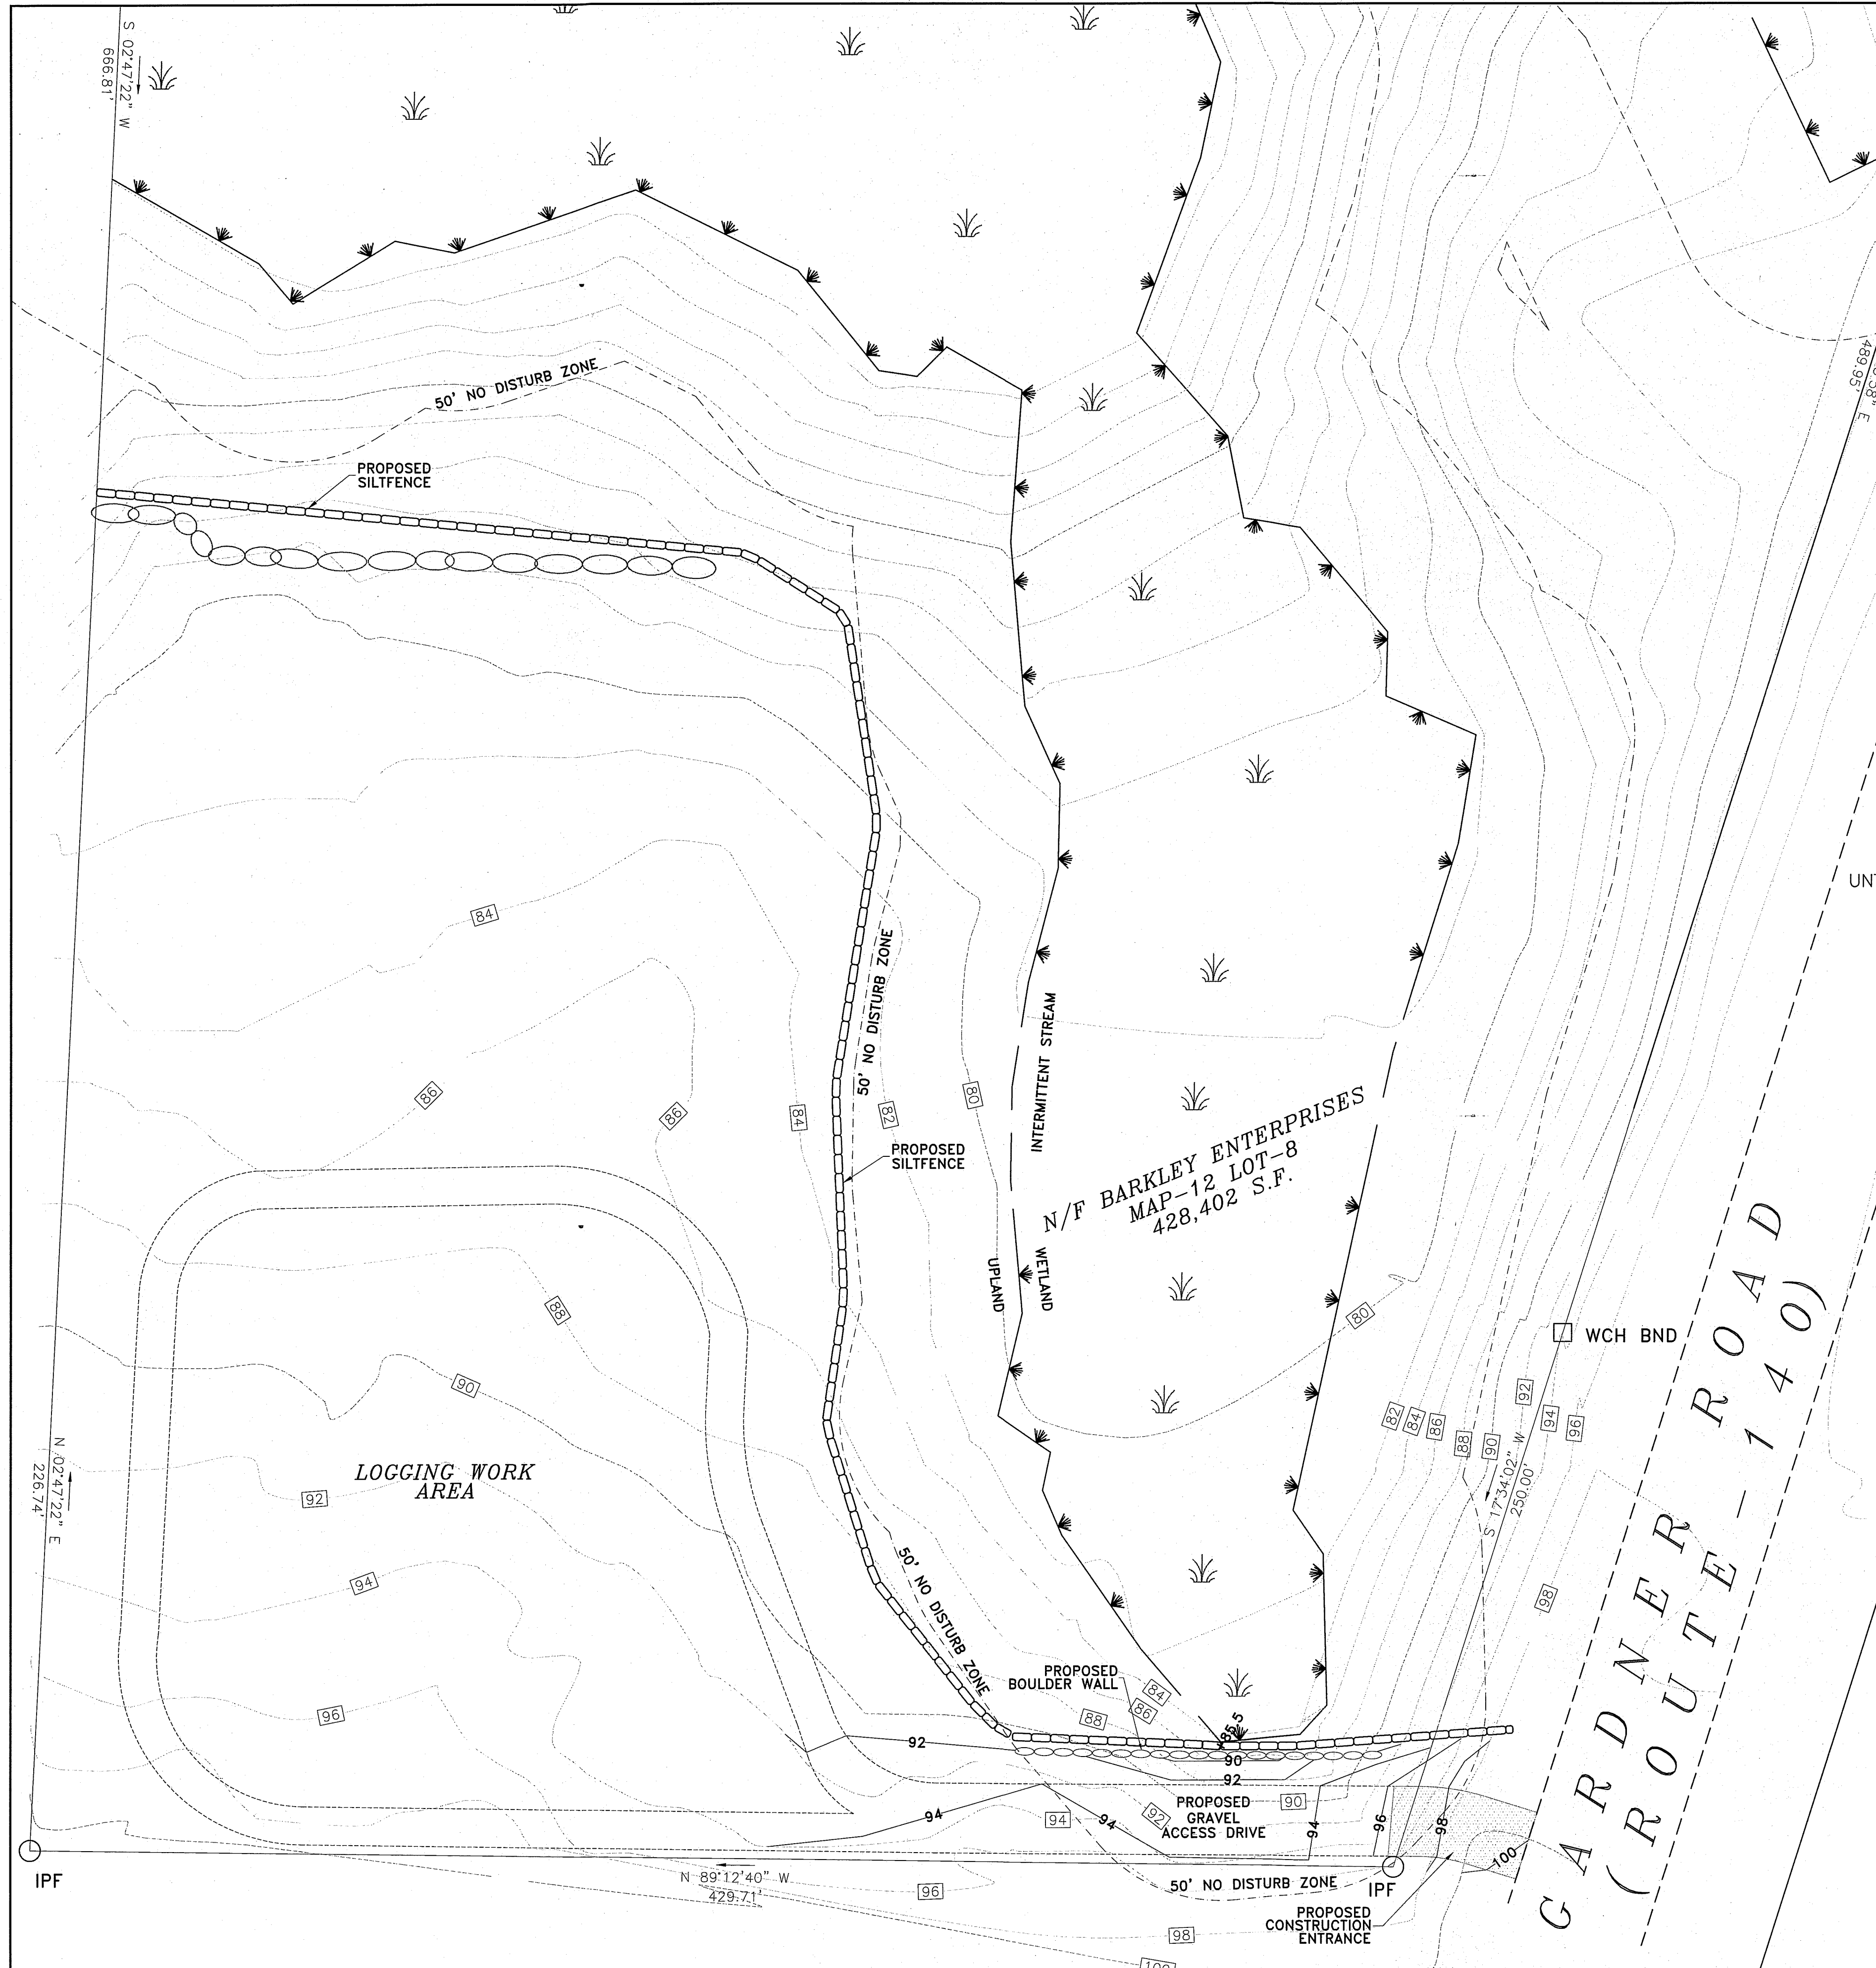 S 02°47'22" W
666.81'
489.95'
50' NO DISTURB ZONE
PROPOSED
SILTFENCE
84
50' NO DISTURB ZONE
INTERMITTENT STREAM
86
86
84
82
80
PROPOSED
SILTFENCE
N/F BARKLEY ENTERPRISES
MAP-12 LOT-8
428,402 S.F.
UPLAND
WETLAND
88
80
WCH BND
90
82
84
86
88
90
92
94
96
S 17°34'02" W
250.00'
N 02°47'22" E
226.74'
LOGGING WORK
AREA
92
94
98
50' NO DISTURB ZONE
GARDNER ROAD
(ROUTE-140)
PROPOSED
BOULDER WALL
84
86
88
85.5
96
92
90
92
PROPOSED
GRAVEL
ACCESS DRIVE
90
92
94
94
94
94
96
98
100
IPF
N 89°12'40" W
429.71'
96
50' NO DISTURB ZONE
IPF
PROPOSED
CONSTRUCTION
ENTRANCE
98